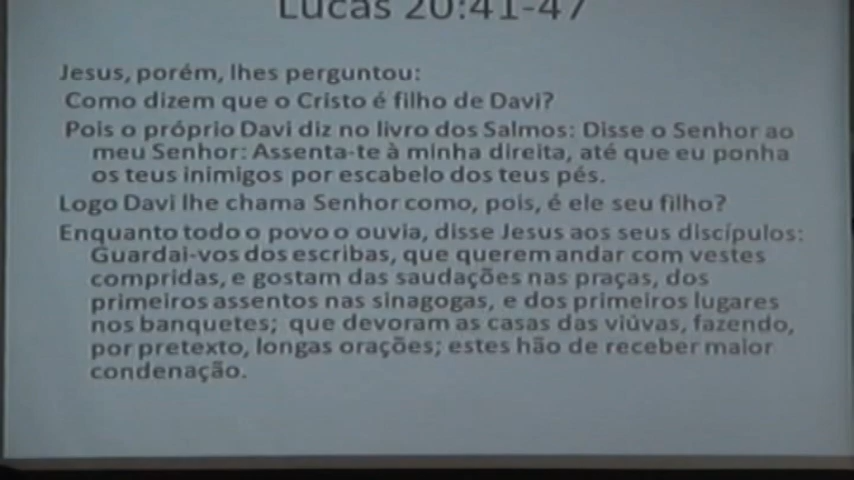 Lucas 20:41-47
Jesus, porém, lhes perguntou:
Como dizem que o Cristo é filho de Davi?
Pois o próprio Davi diz no livro dos Salmos: Disse o Senhor ao
meu Senhor: Assenta-te à minha direita, até que eu ponha
os teus inimigos por escabelo dos teus pés.
Logo Davi lhe chama Senhor como, pois, é ele seu filho?
Enquanto todo o povo o ouvia, disse Jesus aos seus discípulos:
Guardai-vos dos escribas, que querem andar com vestes
compridas, e gostam das saudações nas praças, dos
primeiros assentos nas sinagogas, e dos primeiros lugares
nos banquetes; que devoram as casas das viúvas, fazendo,
por pretexto, longas orações; estes hão de receber maior
condenação.